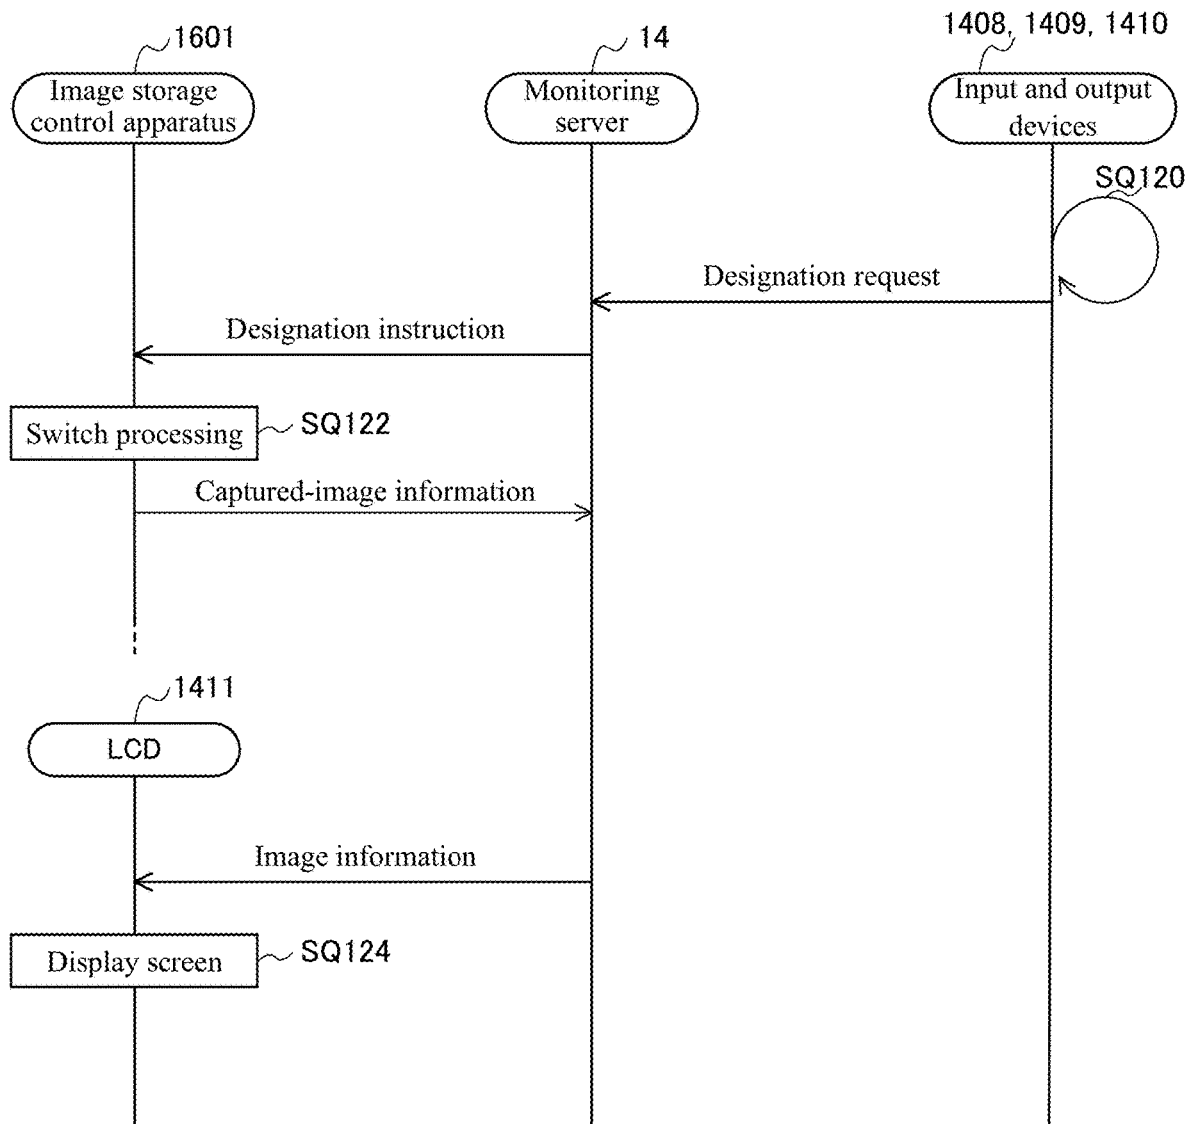 1601
14
1408, 1409, 1410
Image storage
control apparatus
Monitoring
server
Input and output
devices
SQ120
Designation request
Designation instruction
Switch processing
SQ122
Captured-image information
1411
LCD
Image information
Display screen
SQ124